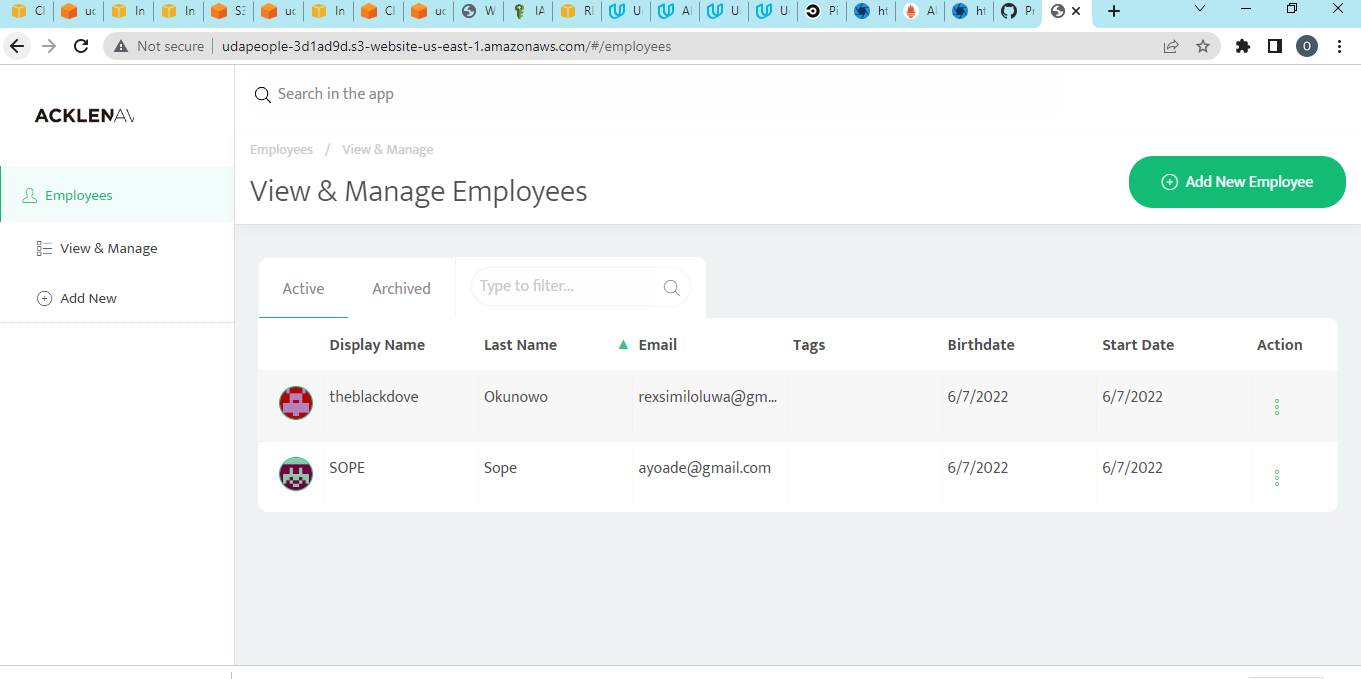 Cl uc In In S3 uc In Cl uc W IA RI U AI U U Pi ht Al ht Pr
Not secure udapeople-3d1ad9d.s3-website-us-east-1.amazonaws.com/#/employees O
ACKLENAV
Search in the app
Employees / View & Manage
View & Manage Employees
Add New Employee
Employees
View & Manage
Add New
Active Archived Type to filter...
Display Name Last Name ▲ Email Tags Birthdate Start Date Action
theblackdove Okunowo rexsimiloluwa@gm... 6/7/2022 6/7/2022
SOPE Sope ayoade@gmail.com 6/7/2022 6/7/2022